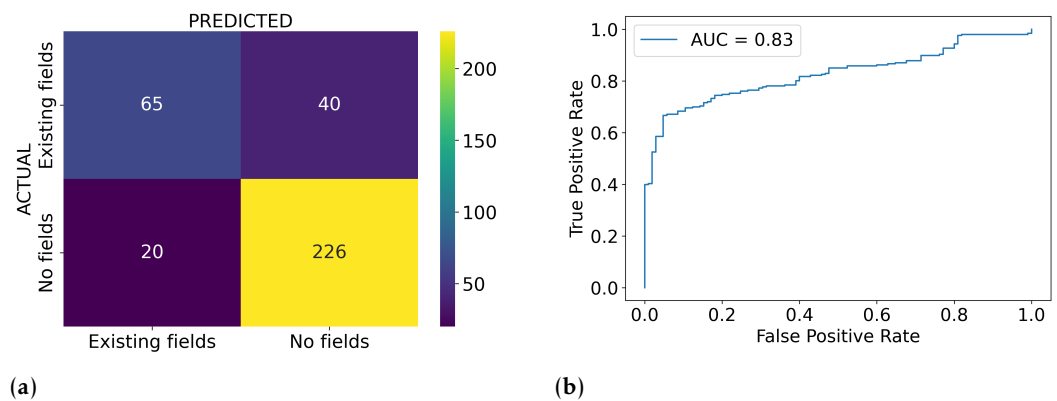 PREDICTED
ACTUAL
Existing fields
No fields
65
40
20
226
Existing fields
No fields
200
150
100
50
(a)
AUC = 0.83
True Positive Rate
1.0
0.8
0.6
0.4
0.2
0.0
0.0 0.2 0.4 0.6 0.8 1.0
False Positive Rate
(b)